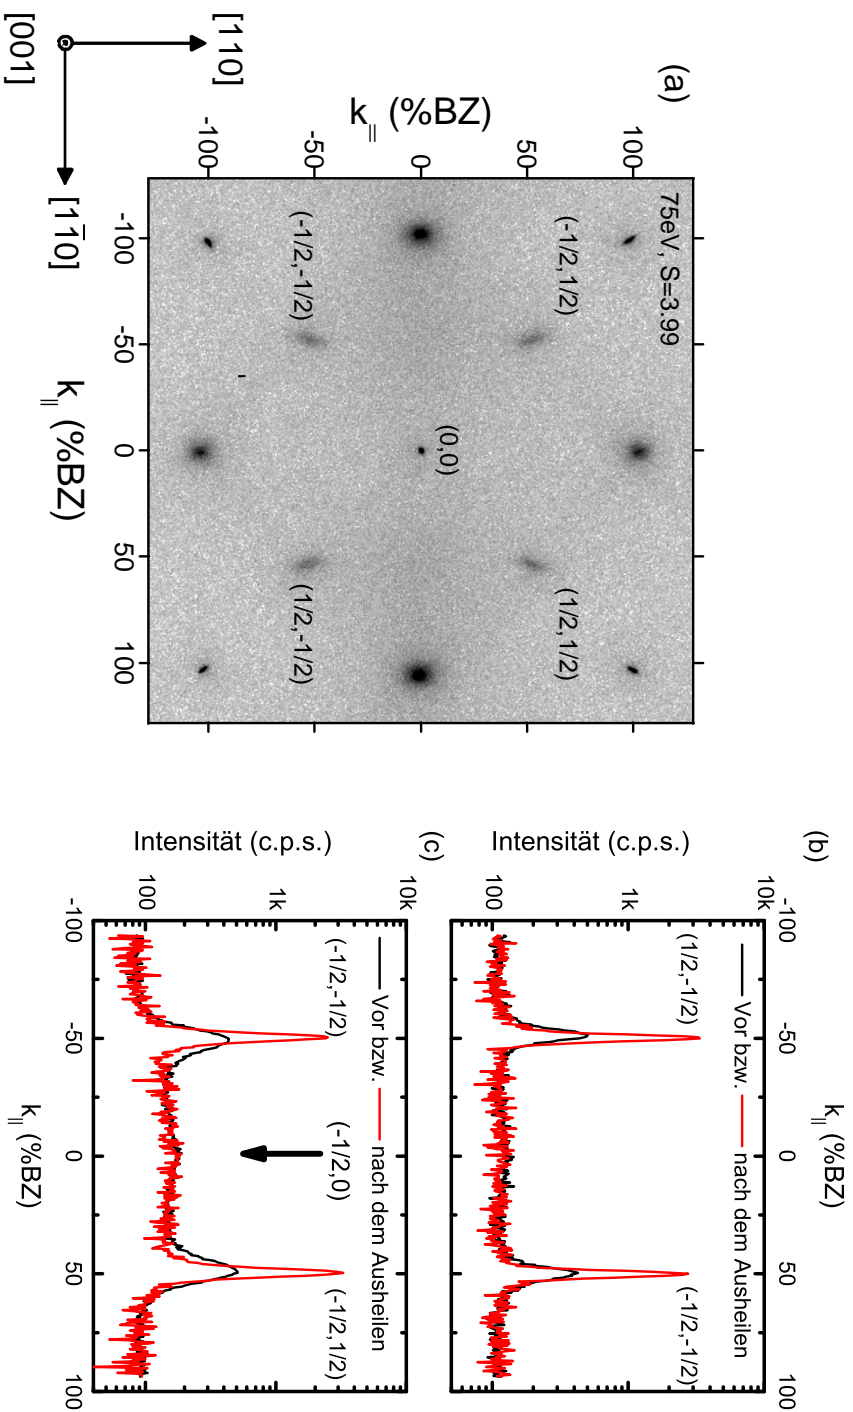 (a)
75eV, S=3.99
(-1/2,1/2)
(1/2,1/2)
(0,0)
(-1/2,-1/2)
(1/2,-1/2)
k|| (%BZ)
100
50
0
-50
-100
-100
-50
0
50
100
k|| (%BZ)
[110]
[11̅0]
[001]
(b)
Intensität (c.p.s.)
10k
1k
100
-100
-50
0
50
100
k|| (%BZ)
Vor bzw. nach dem Ausheilen
(1/2,-1/2)
(-1/2,-1/2)
(c)
Intensität (c.p.s.)
10k
1k
100
Vor bzw. nach dem Ausheilen
(-1/2,-1/2)
(-1/2,0)
(-1/2,1/2)
-100
-50
0
50
100
k|| (%BZ)